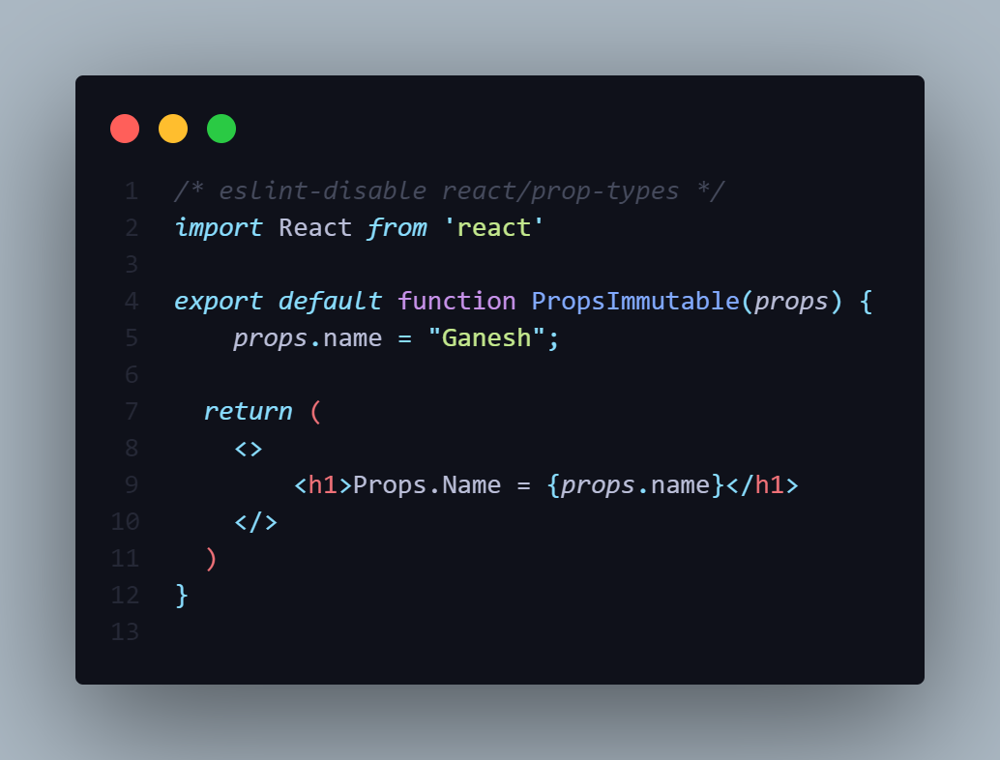 1 /* eslint-disable react/prop-types */
2 import React from 'react'
3
4 export default function PropsImmutable(props) {
5     props.name = "Ganesh";
6
7   return (
8     <>
9         <h1>Props.Name = {props.name}</h1>
10     </>
11   )
12 }
13